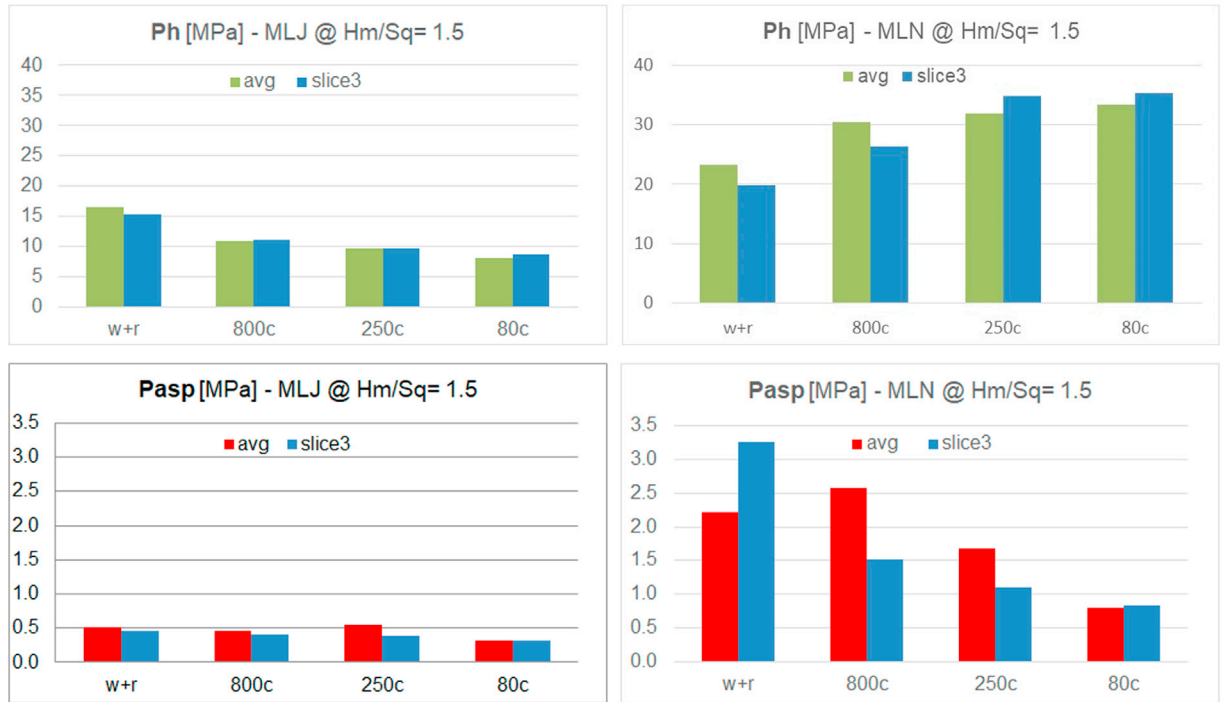 Ph [MPa] - MLJ @ Hm/Sq= 1.5
avg slice3
40
35
30
25
20
15
10
5
0
w+r 800c 250c 80c
Ph [MPa] - MLN @ Hm/Sq= 1.5
avg slice3
40
30
20
10
0
w+r 800c 250c 80c
Pasp [MPa] - MLJ @ Hm/Sq= 1.5
avg slice3
3.5
3.0
2.5
2.0
1.5
1.0
0.5
0.0
w+r 800c 250c 80c
Pasp [MPa] - MLN @ Hm/Sq= 1.5
avg slice3
3.5
3.0
2.5
2.0
1.5
1.0
0.5
0.0
w+r 800c 250c 80c